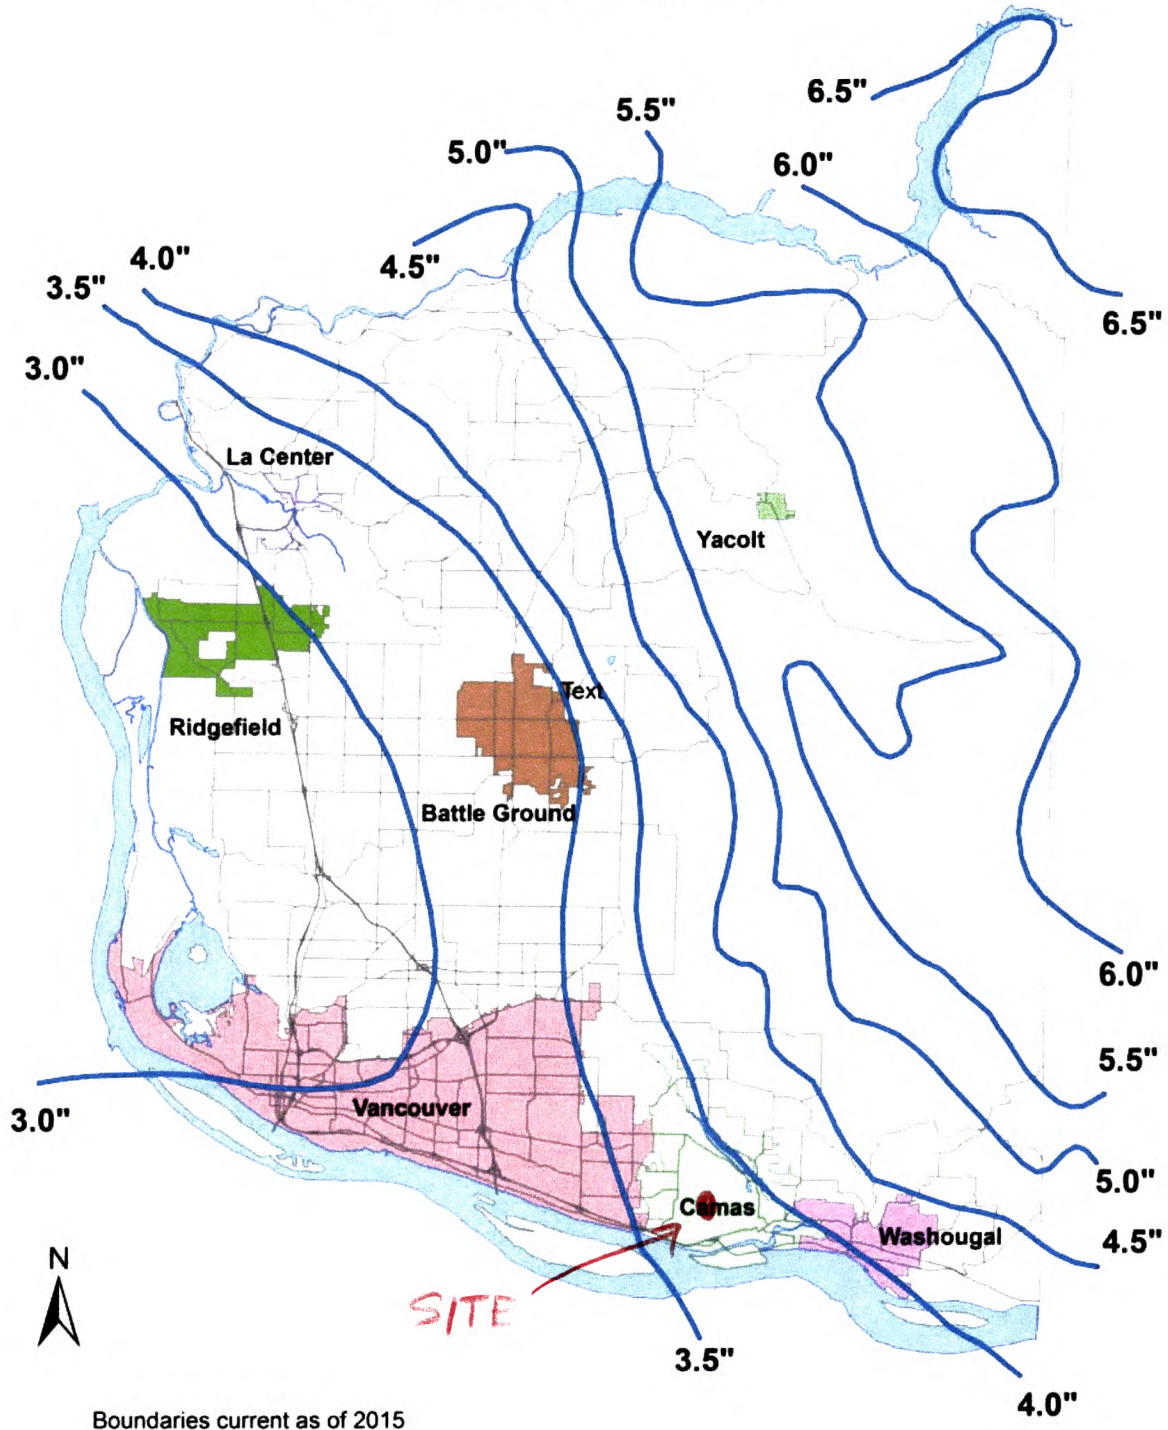 6.5"
5.5"
5.0"
6.0"
4.0"
4.5"
3.5"
6.5"
3.0"
La Center
Yacolt
Text
Ridgefield
Battle Ground
6.0"
5.5"
Vancouver
3.0"
5.0"
Camas
Washougal
4.5"
N
SITE
3.5"
4.0"
Boundaries current as of 2015